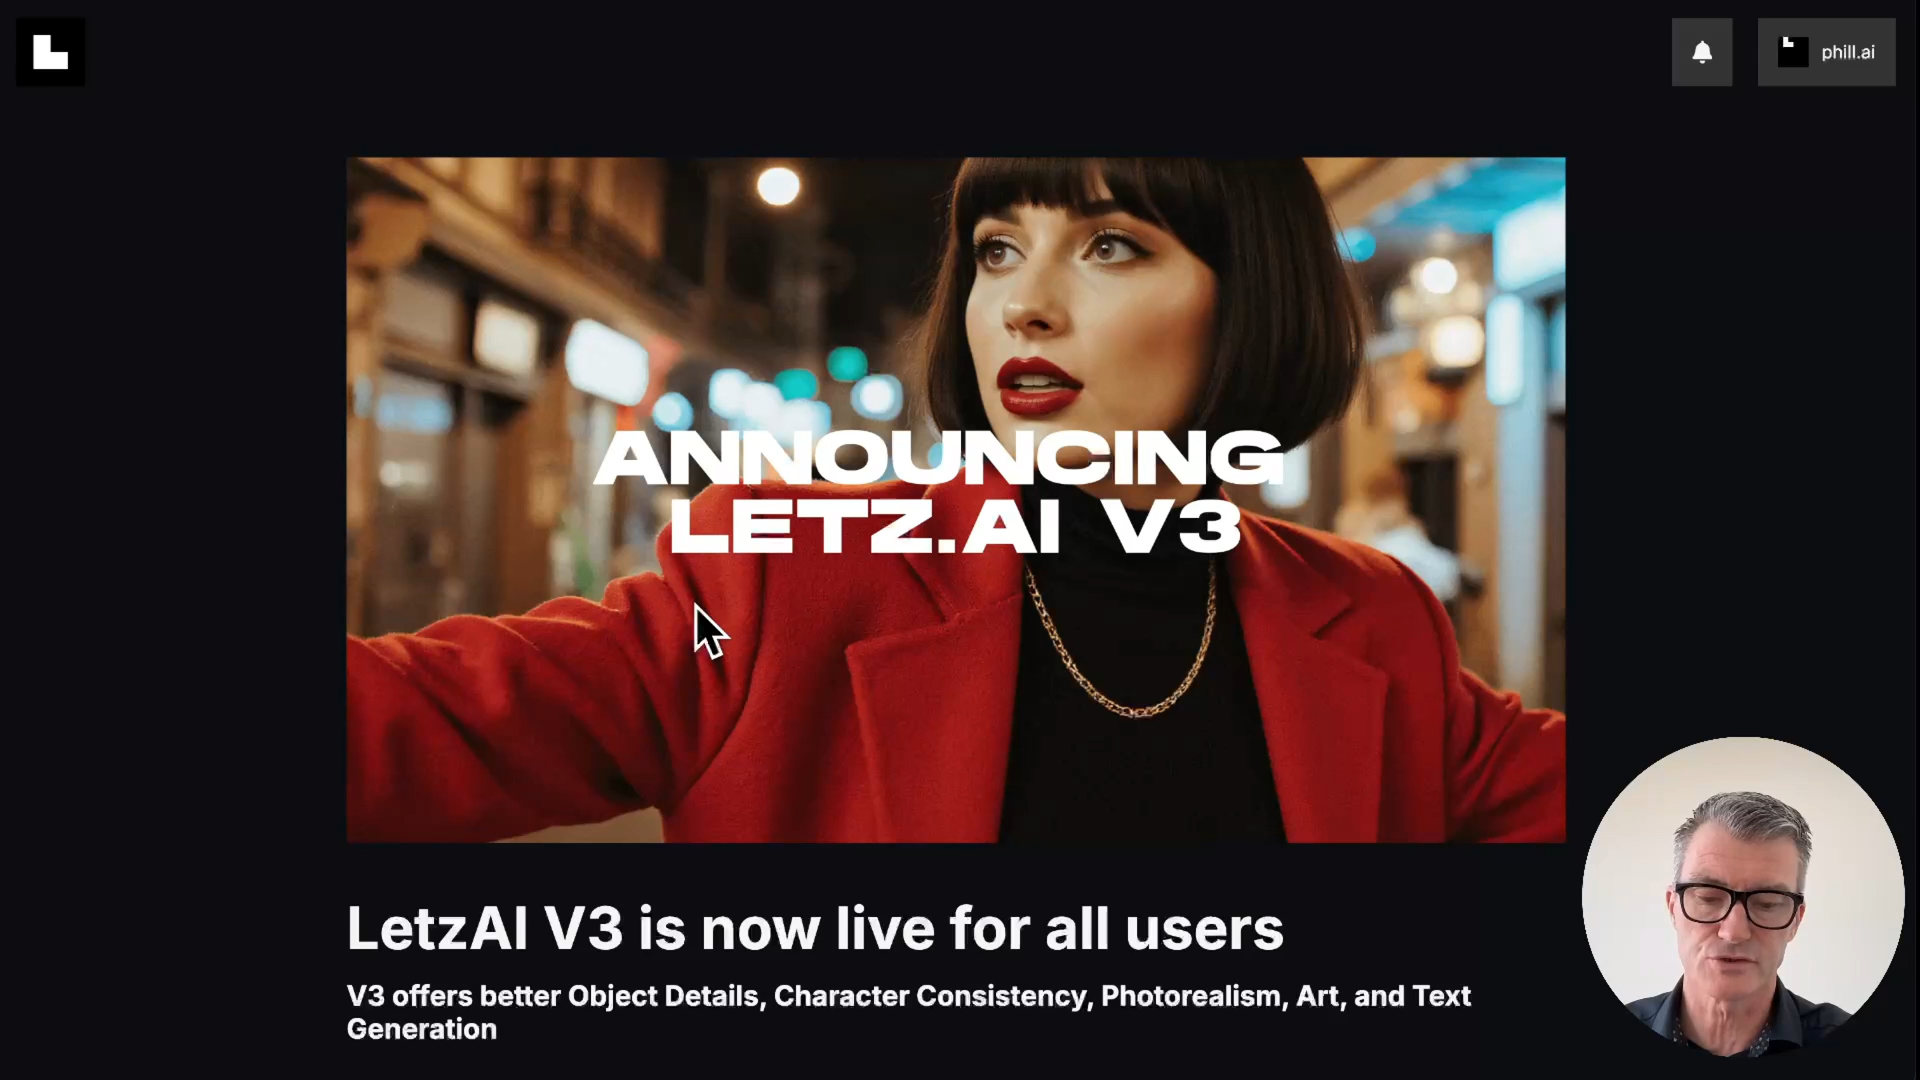 phill.ai
ANNOUNCING
LETZ.AI V3
LetzAI V3 is now live for all users
V3 offers better Object Details, Character Consistency, Photorealism, Art, and Text
Generation